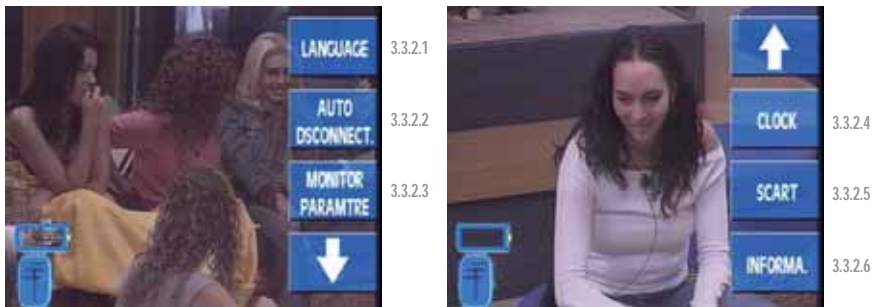 LANGUAGE
3.3.2.1
AUTO
DSCONNECT.
3.3.2.2
MONITOR
PARAMTRE
3.3.2.3
CLOCK
3.3.2.4
SCART
3.3.2.5
INFORMA.
3.3.2.6